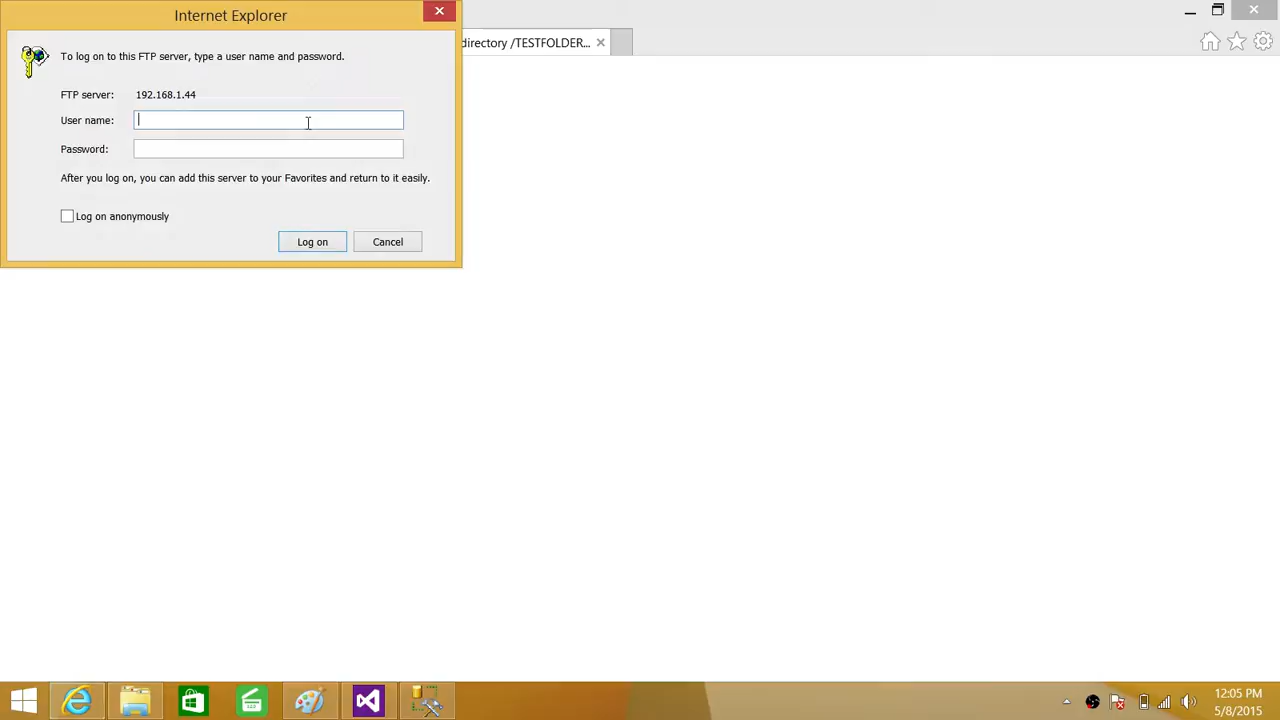 Internet Explorer
directory /TESTFOLDER...
To log on to this FTP server, type a user name and password.
FTP server: 192.168.1.44
User name:
Password:
After you log on, you can add this server to your Favorites and return to it easily.
Log on anonymously
Log on Cancel
12:05 PM
5/8/2015